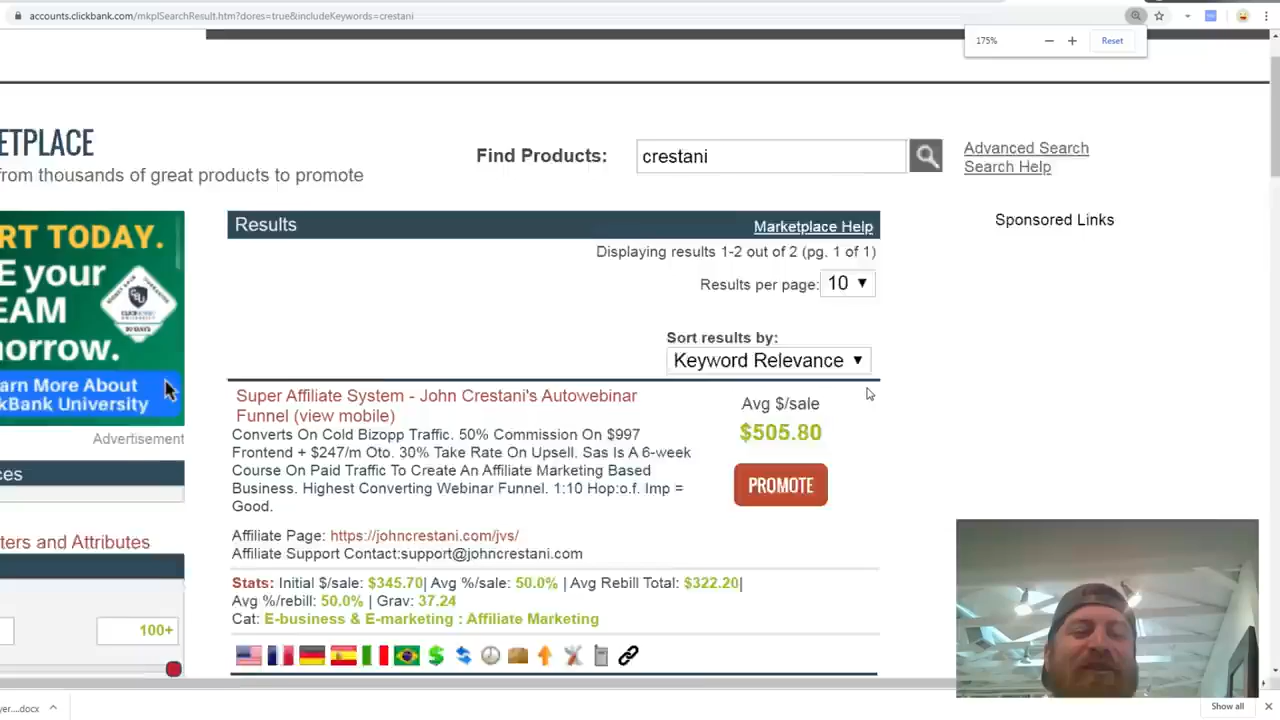 accounts.clickbank.com/mkplSearchResult.htm?dores=true&includeKeywords=crestani
175%
Reset
ETPLACE
from thousands of great products to promote
Find Products:
crestani
Advanced Search
Search Help
RT TODAY.
E your
EAM
morrow.
arn More About
ckBank University
Advertisement
Results
Marketplace Help
Displaying results 1-2 out of 2 (pg. 1 of 1)
Results per page: 10
Sort results by:
Keyword Relevance
Sponsored Links
Super Affiliate System - John Crestani's Autowebinar
Funnel (view mobile)
Converts On Cold Bizopp Traffic. 50% Commission On $997
Frontend + $247/m Oto. 30% Take Rate On Upsell. Sas Is A 6-week
Course On Paid Traffic To Create An Affiliate Marketing Based
Business. Highest Converting Webinar Funnel. 1:10 Hop:o.f. Imp =
Good.
Avg $/sale
$505.80
PROMOTE
Affiliate Page: https://johncrestani.com/jvs/
Affiliate Support Contact:support@johncrestani.com
Stats: Initial $/sale: $345.70| Avg %/sale: 50.0% | Avg Rebill Total: $322.20|
Avg %/rebill: 50.0% | Grav: 37.24
Cat: E-business & E-marketing : Affiliate Marketing
ces
ters and Attributes
100+
yer....docx
Show all